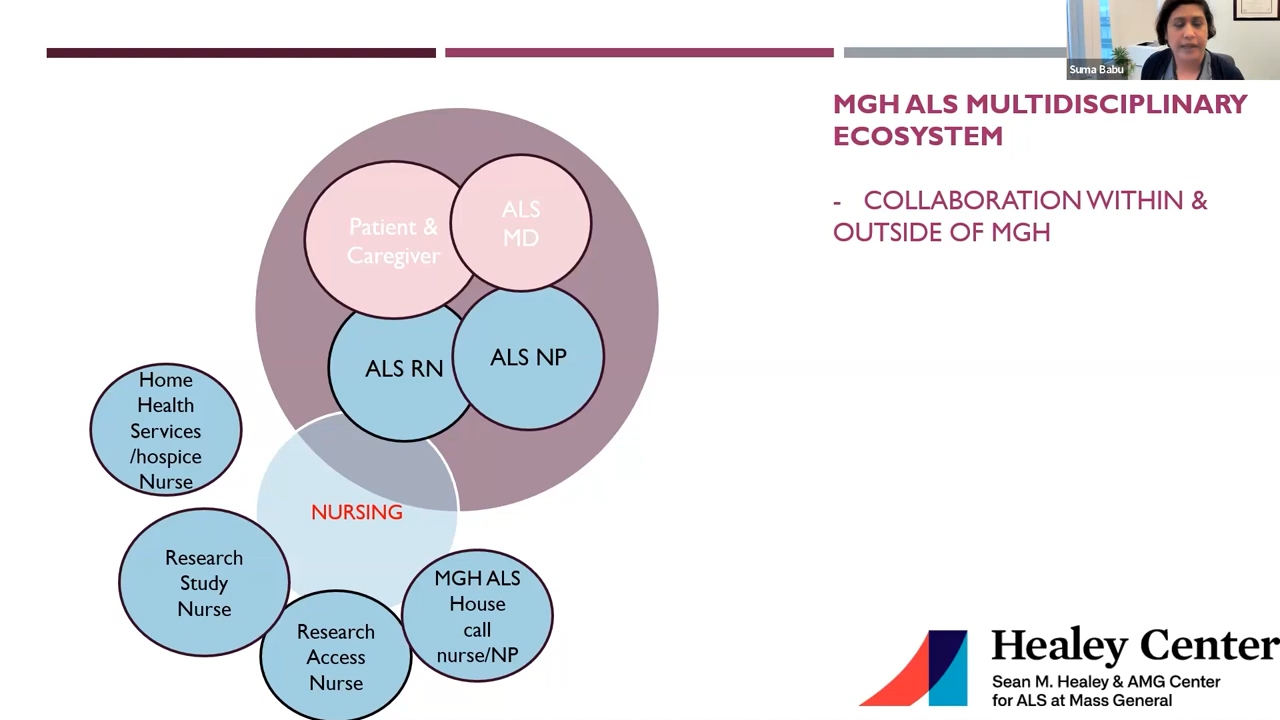 Suma Babu
MGH ALS MULTIDISCIPLINARY
ECOSYSTEM
- COLLABORATION WITHIN &
OUTSIDE OF MGH
Patient &
Caregiver
ALS
MD
ALS RN
ALS NP
Home
Health
Services
/hospice
Nurse
NURSING
Research
Study
Nurse
Research
Access
Nurse
MGH ALS
House
call
nurse/NP
Healey Center
Sean M. Healey & AMG Center
for ALS at Mass General